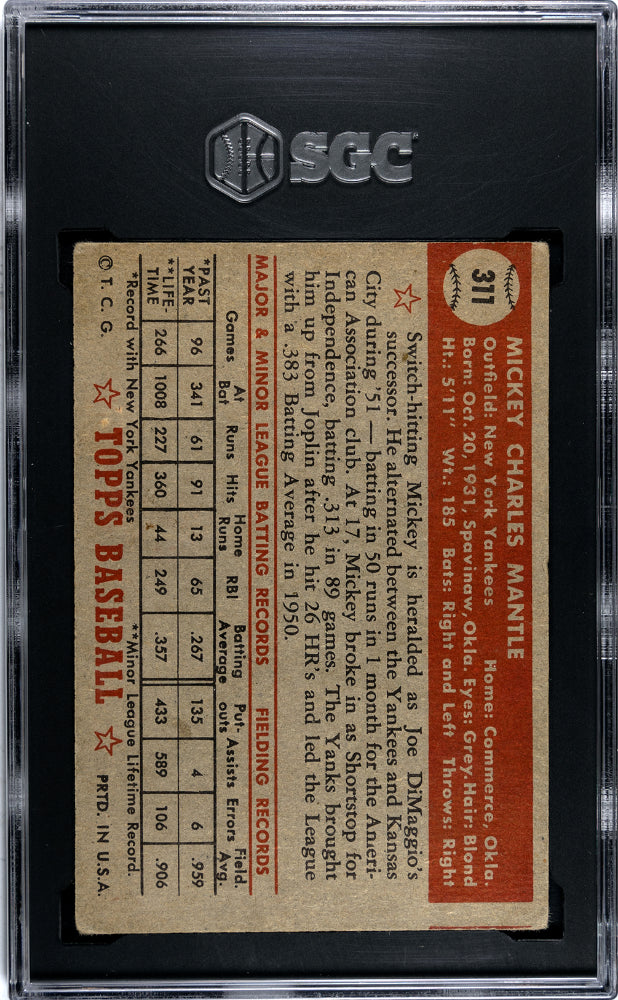 SGC
311
MICKEY CHARLES MANTLE
Outfield: New York Yankees Home: Commerce, Okla.
Born: Oct. 20, 1931, Spavinaw, Okla. Eyes: Grey Hair: Blond
Ht.: 5'11" Wt.: 185 Bats: Right and Left Throws: Right
Switch-hitting Mickey is heralded as Joe DiMaggio's
successor. He alternated between the Yankees and Kansas
City during '51 — batting in 50 runs in 1 month for the Ameri-
can Association club. At 17, Mickey broke in as Shortstop for
Independence, batting .313 in 89 games. The Yanks brought
him up from Joplin after he hit 26 HR's and led the League
with a .383 Batting Average in 1950.
MAJOR & MINOR LEAGUE BATTING RECORDS FIELDING RECORDS
Games At Bat Runs Hits Home Runs RBI Batting Average Put-outs Assists Errors Field. Avg.
*PAST YEAR 96 341 61 91 13 65 .267 135 4 6 .959
**LIFE-TIME 266 1008 227 360 44 249 .357 433 589 106 .906
*Record with New York Yankees **Minor League Lifetime Record.
© T. C. G. TOPPS BASEBALL PRTD. IN U.S.A.